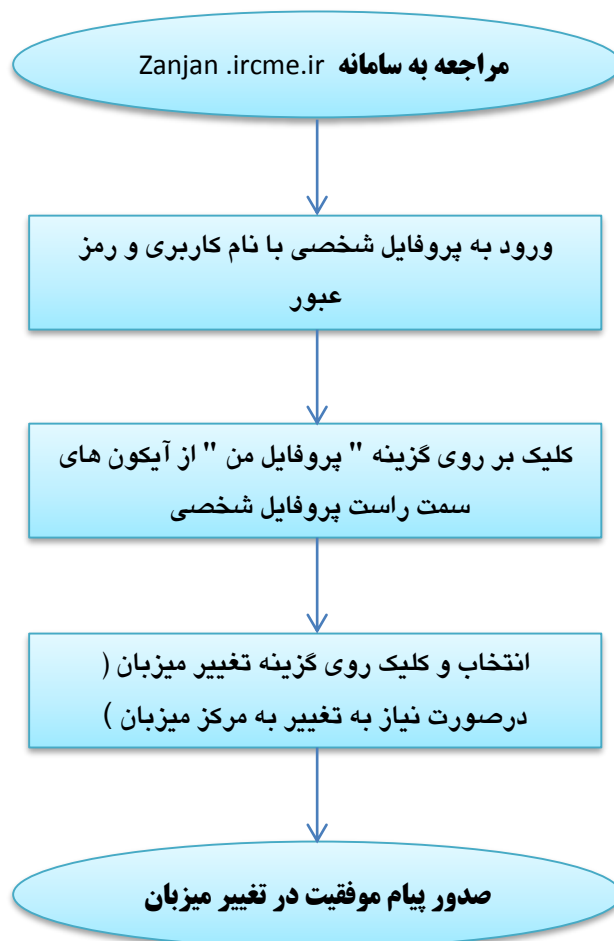 مراجعه به سامانه Zanjan .ircme.ir
ورود به پروفایل شخصی با نام کاربری و رمز
عبور
کلیک بر روی گزینه " پروفایل من " از آیکون های
سمت راست پروفایل شخصی
انتخاب و کلیک روی گزینه تغییر میزبان (
درصورت نیاز به تغییر به مرکز میزبان )
صدور پیام موفقیت در تغییر میزبان